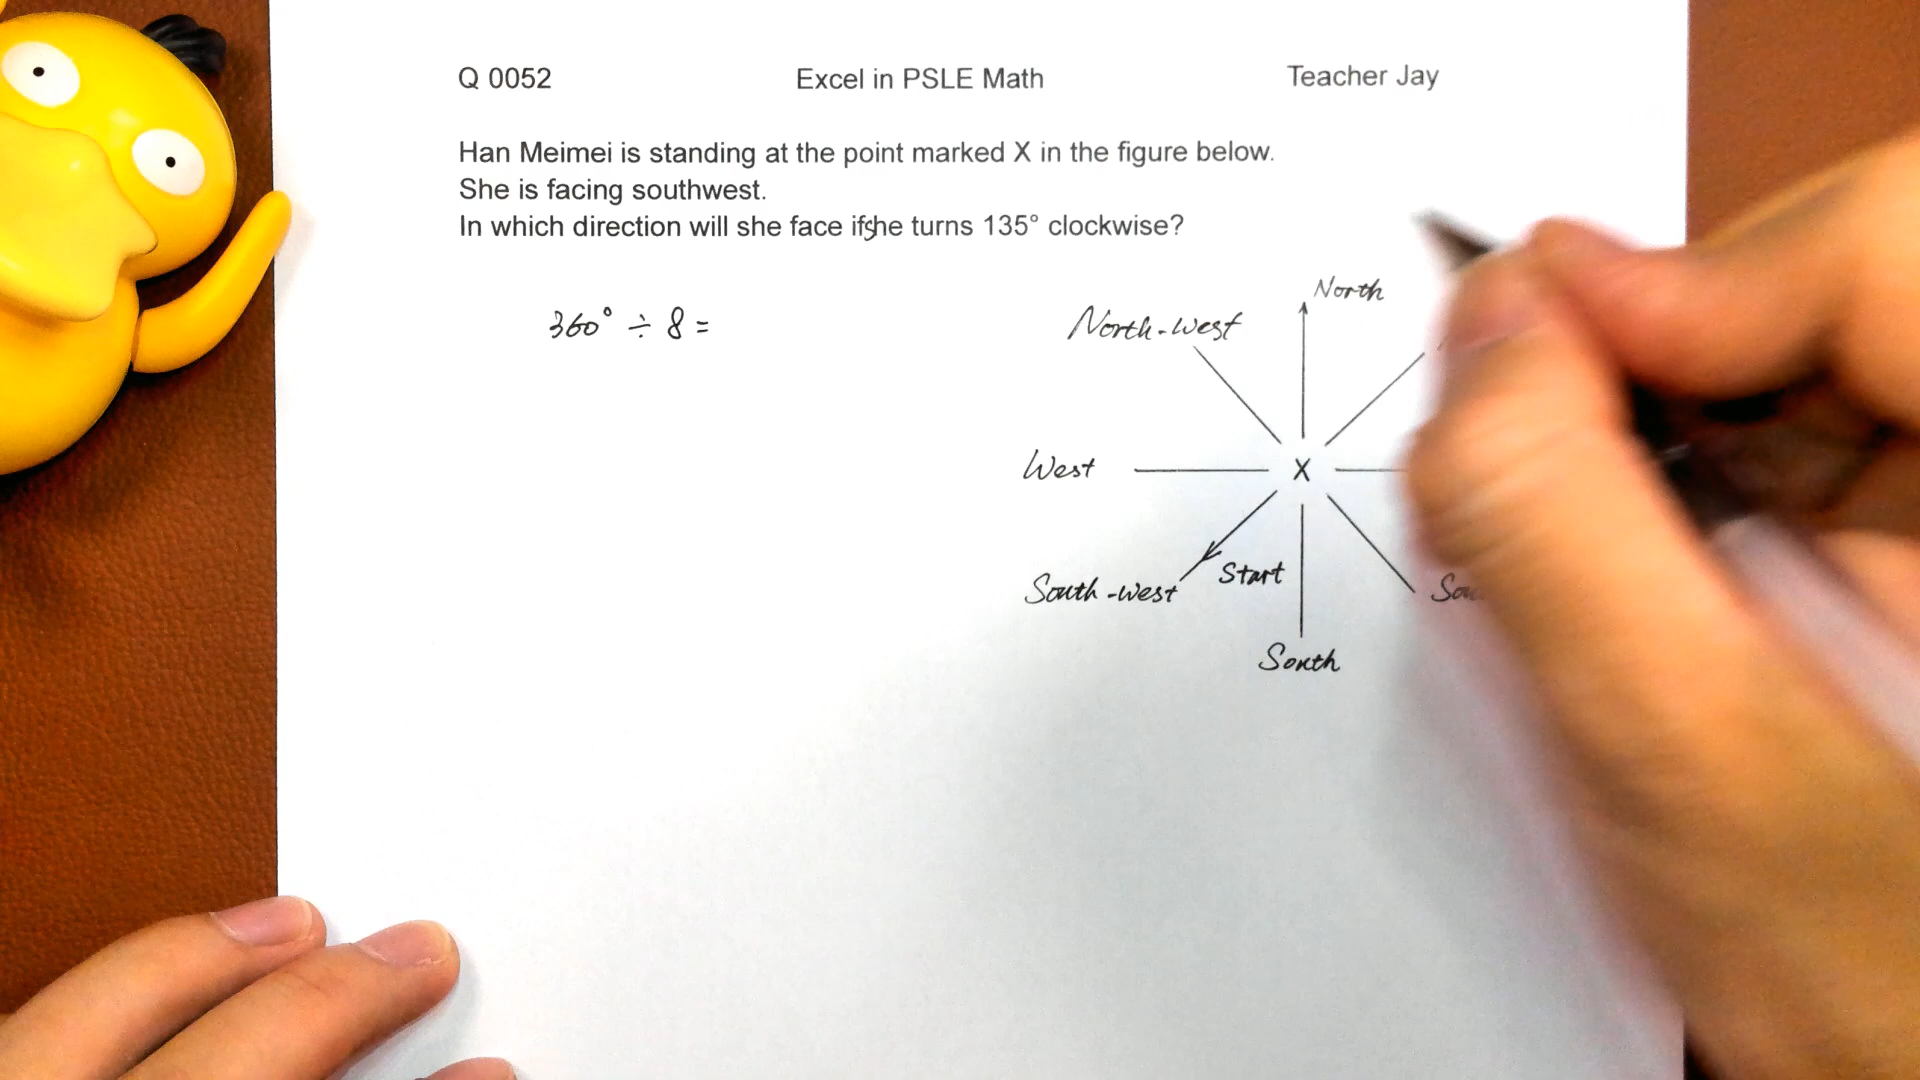 Q 0052 Excel in PSLE Math Teacher Jay
Han Meimei is standing at the point marked X in the figure below.
She is facing southwest.
In which direction will she face if she turns 135° clockwise?
North
360° ÷ 8 =
North-west
West X
Start
South-west
South